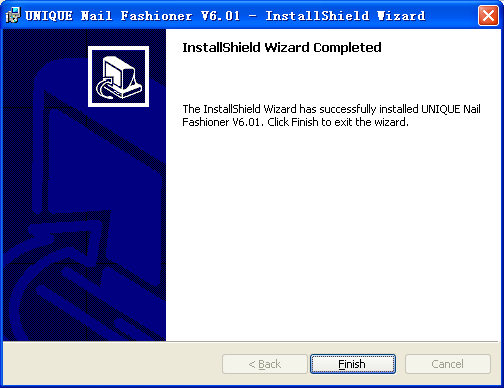 UNIQUE Nail Fashioner V6.01 - InstallShield Wizard
InstallShield Wizard Completed
The InstallShield Wizard has successfully installed UNIQUE Nail
Fashioner V6.01. Click Finish to exit the wizard.
< Back
Finish
Cancel